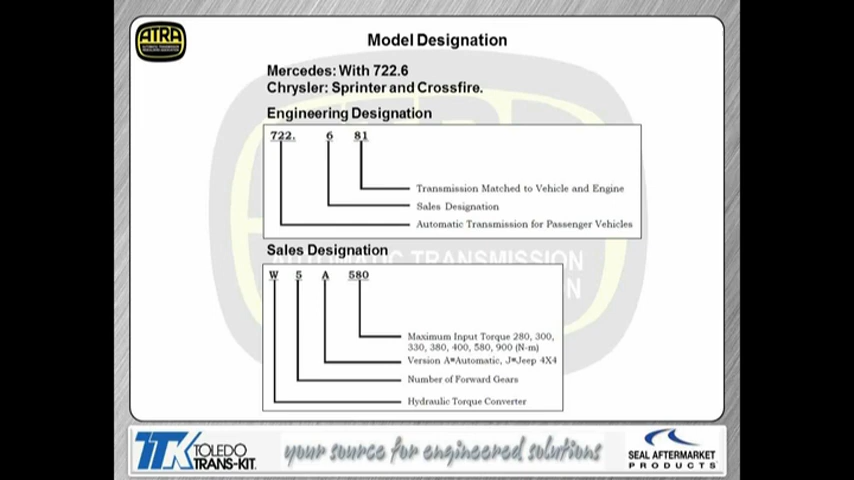 ATRA
Model Designation
Mercedes: With 722.6
Chrysler: Sprinter and Crossfire.
Engineering Designation
722. 6 81
Transmission Matched to Vehicle and Engine
Sales Designation
Automatic Transmission for Passenger Vehicles
Sales Designation
AUTOMATIC TRANSMISSION
W 5 A 580
Maximum Input Torque 280, 300,
330, 380, 400, 580, 900 (N-m)
Version A=Automatic, J=Jeep 4X4
Number of Forward Gears
Hydraulic Torque Converter
TTK TOLEDO
TRANS-KIT.
your source for engineered solutions
SEAL AFTERMARKET
PRODUCTS